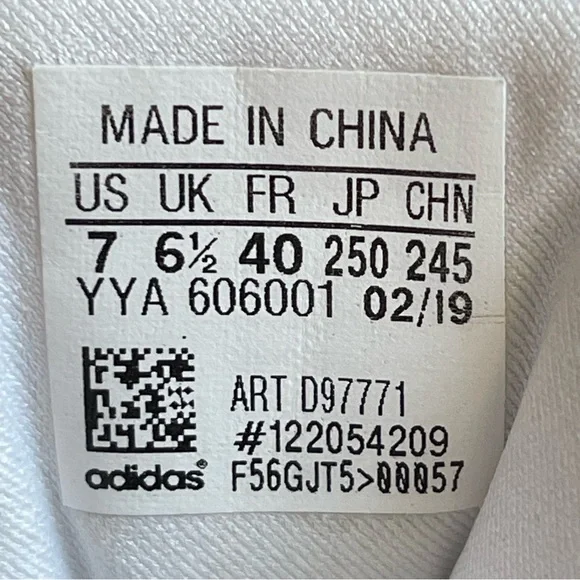 MADE IN CHINA
US UK FR JP CHN
7 6½ 40 250 245
YYA 606001 02/19
ART D97771
#122054209
adidas® F56GJT5>00057